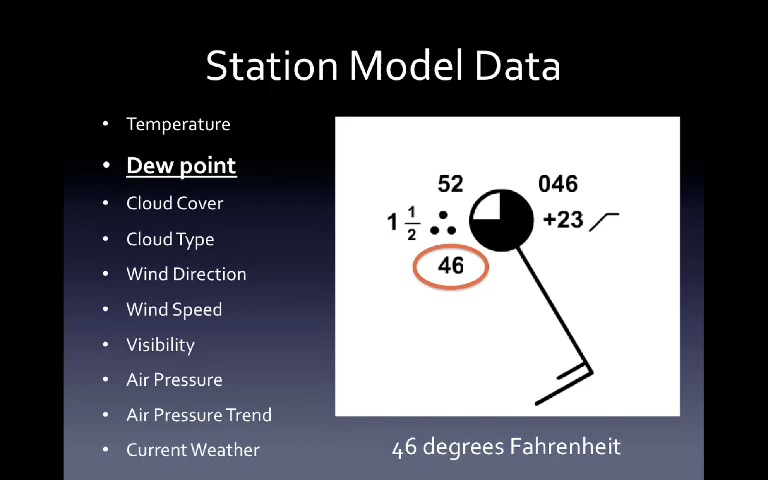 Station Model Data
• Temperature
• Dew point
• Cloud Cover
• Cloud Type
• Wind Direction
• Wind Speed
• Visibility
• Air Pressure
• Air Pressure Trend
• Current Weather
52 046
1 1/2 +23
46
46 degrees Fahrenheit